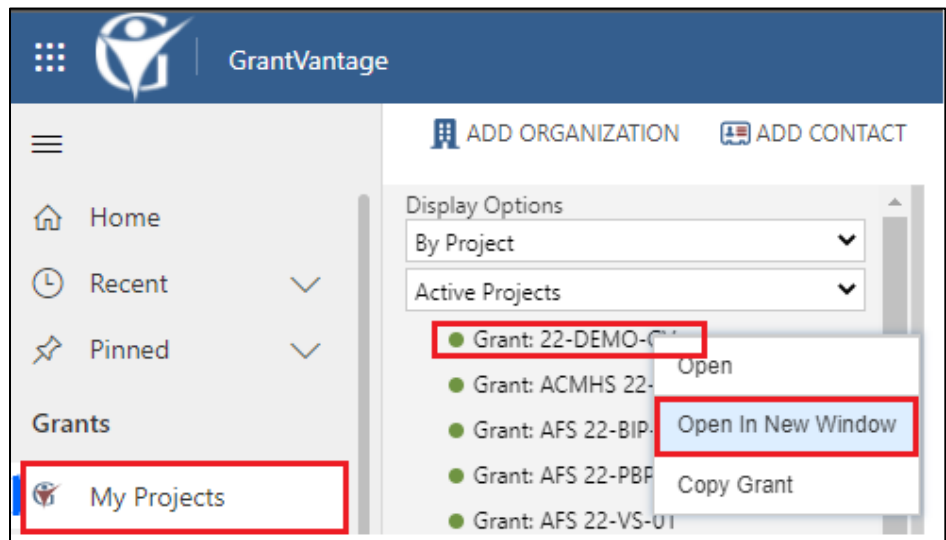 GrantVantage
ADD ORGANIZATION
ADD CONTACT
Home
Recent
Pinned
Grants
My Projects
Display Options
By Project
Active Projects
Grant: 22-DEMO-
Grant: ACMHS 22-
Grant: AFS 22-BIP-
Grant: AFS 22-PBP
Grant: AFS 22-VS-01
Open
Open In New Window
Copy Grant